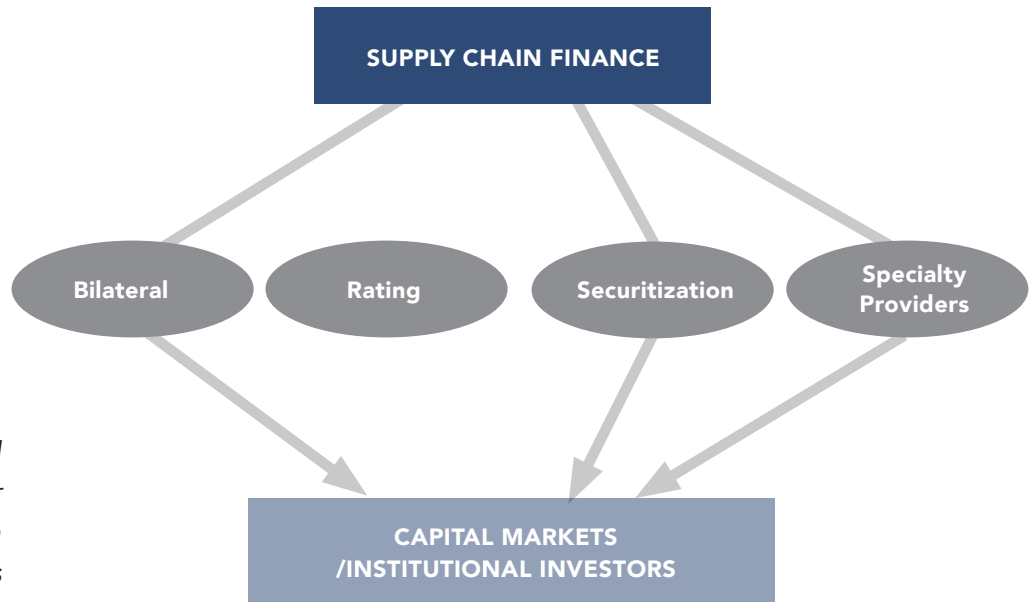 SUPPLY CHAIN FINANCE
Bilateral
Rating
Securitization
Specialty
Providers
CAPITAL MARKETS
/INSTITUTIONAL INVESTORS